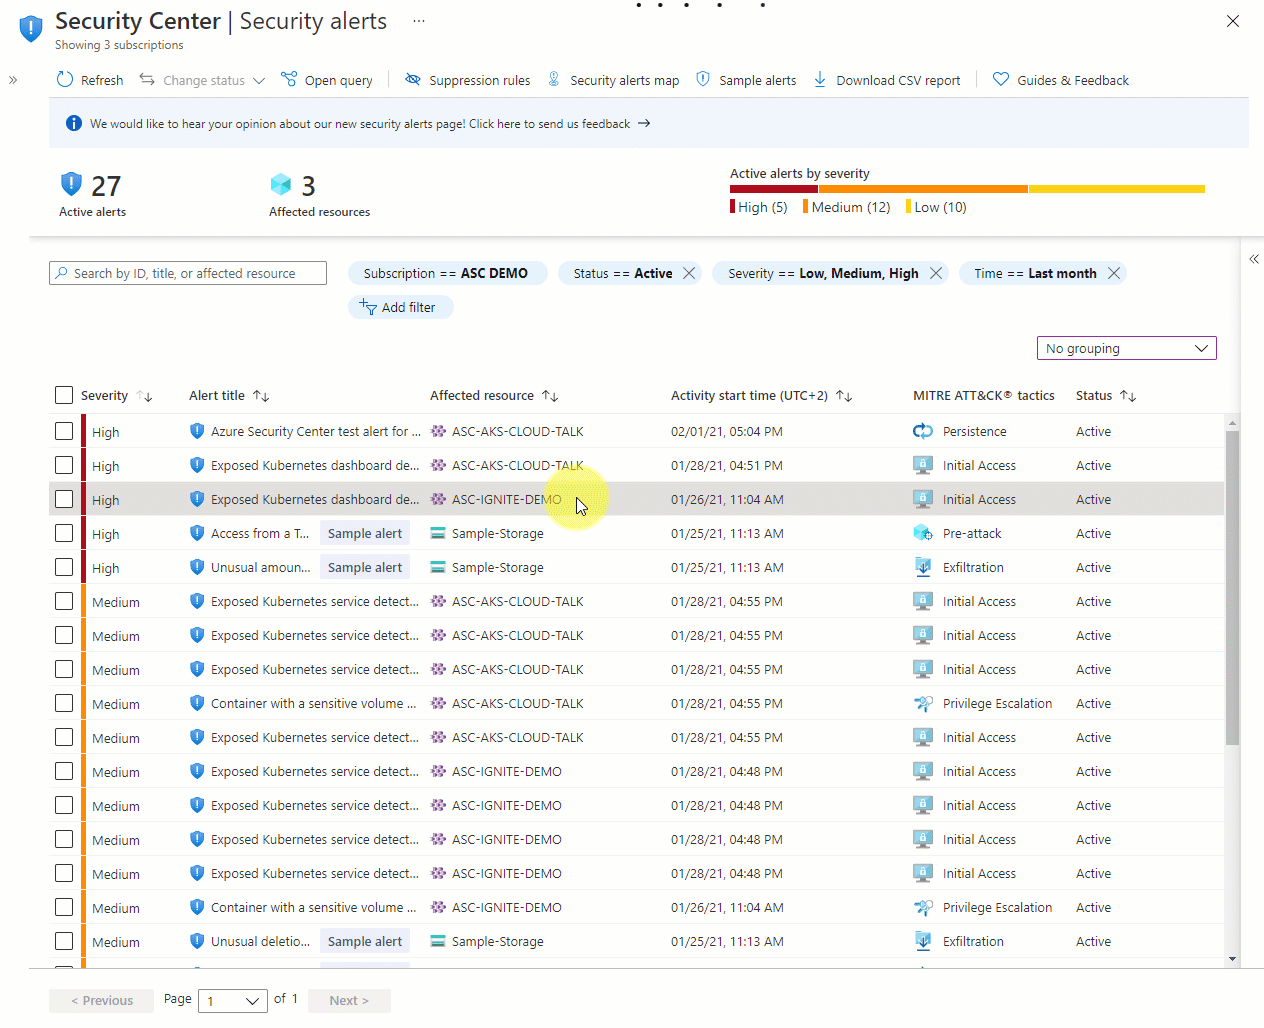 Security Center | Security alerts ...
Showing 3 subscriptions
Refresh Change status Open query Suppression rules Security alerts map Sample alerts Download CSV report Guides & Feedback
We would like to hear your opinion about our new security alerts page! Click here to send us feedback →
27
Active alerts
3
Affected resources
Active alerts by severity
High (5) Medium (12) Low (10)
Search by ID, title, or affected resource
Subscription == ASC DEMO Status == Active Severity == Low, Medium, High Time == Last month
Add filter
No grouping
Severity Alert title Affected resource Activity start time (UTC+2) MITRE ATT&CK® tactics Status
High Azure Security Center test alert for ... ASC-AKS-CLOUD-TALK 02/01/21, 05:04 PM Persistence Active
High Exposed Kubernetes dashboard de... ASC-AKS-CLOUD-TALK 01/28/21, 04:51 PM Initial Access Active
High Exposed Kubernetes dashboard de... ASC-IGNITE-DEMO 01/26/21, 11:04 AM Initial Access Active
High Access from a T... Sample alert Sample-Storage 01/25/21, 11:13 AM Pre-attack Active
High Unusual amoun... Sample alert Sample-Storage 01/25/21, 11:13 AM Exfiltration Active
Medium Exposed Kubernetes service detect... ASC-AKS-CLOUD-TALK 01/28/21, 04:55 PM Initial Access Active
Medium Exposed Kubernetes service detect... ASC-AKS-CLOUD-TALK 01/28/21, 04:55 PM Initial Access Active
Medium Exposed Kubernetes service detect... ASC-AKS-CLOUD-TALK 01/28/21, 04:55 PM Initial Access Active
Medium Container with a sensitive volume ... ASC-AKS-CLOUD-TALK 01/28/21, 04:55 PM Privilege Escalation Active
Medium Exposed Kubernetes service detect... ASC-AKS-CLOUD-TALK 01/28/21, 04:55 PM Initial Access Active
Medium Exposed Kubernetes service detect... ASC-IGNITE-DEMO 01/28/21, 04:48 PM Initial Access Active
Medium Exposed Kubernetes service detect... ASC-IGNITE-DEMO 01/28/21, 04:48 PM Initial Access Active
Medium Exposed Kubernetes service detect... ASC-IGNITE-DEMO 01/28/21, 04:48 PM Initial Access Active
Medium Exposed Kubernetes service detect... ASC-IGNITE-DEMO 01/28/21, 04:48 PM Initial Access Active
Medium Container with a sensitive volume ... ASC-IGNITE-DEMO 01/26/21, 11:04 AM Privilege Escalation Active
Medium Unusual deletio... Sample alert Sample-Storage 01/25/21, 11:13 AM Exfiltration Active
< Previous Page 1 of 1 Next >